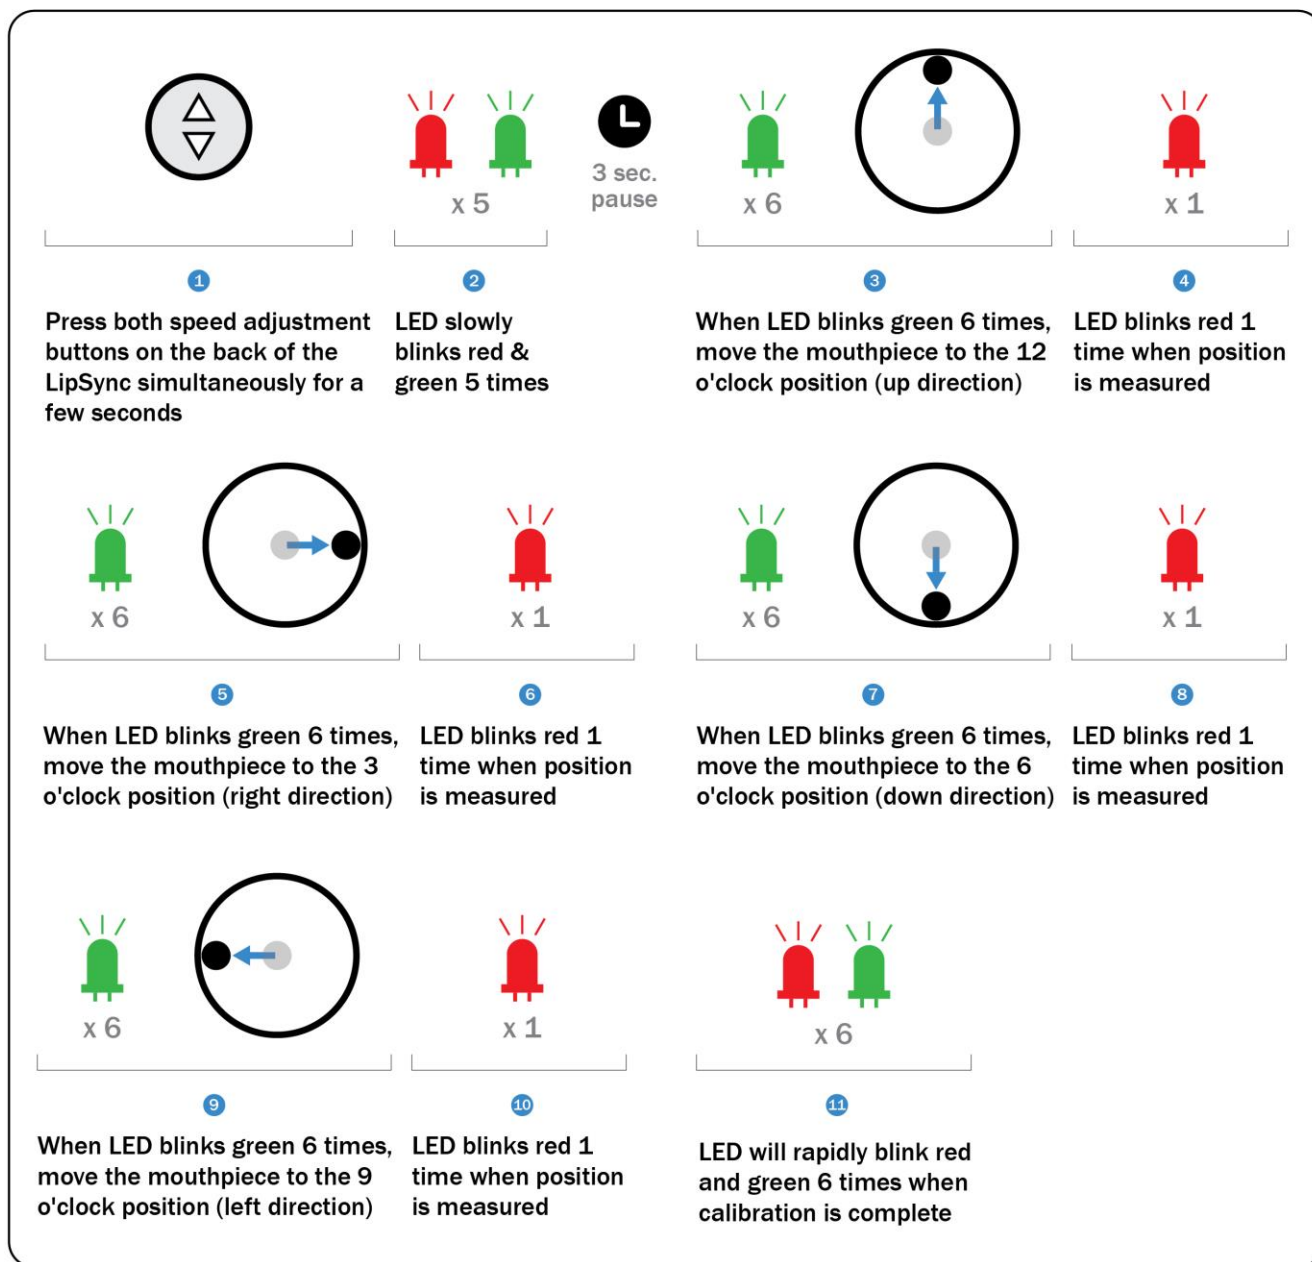 x 5
3 sec.
pause
x 6
x 1
1
Press both speed adjustment
buttons on the back of the
LipSync simultaneously for a
few seconds
2
LED slowly
blinks red &
green 5 times
3
When LED blinks green 6 times,
move the mouthpiece to the 12
o'clock position (up direction)
4
LED blinks red 1
time when position
is measured
x 6
x 1
x 6
x 1
5
When LED blinks green 6 times,
move the mouthpiece to the 3
o'clock position (right direction)
6
LED blinks red 1
time when position
is measured
7
When LED blinks green 6 times,
move the mouthpiece to the 6
o'clock position (down direction)
8
LED blinks red 1
time when position
is measured
x 6
x 1
x 6
9
When LED blinks green 6 times,
move the mouthpiece to the 9
o'clock position (left direction)
10
LED blinks red 1
time when position
is measured
11
LED will rapidly blink red
and green 6 times when
calibration is complete